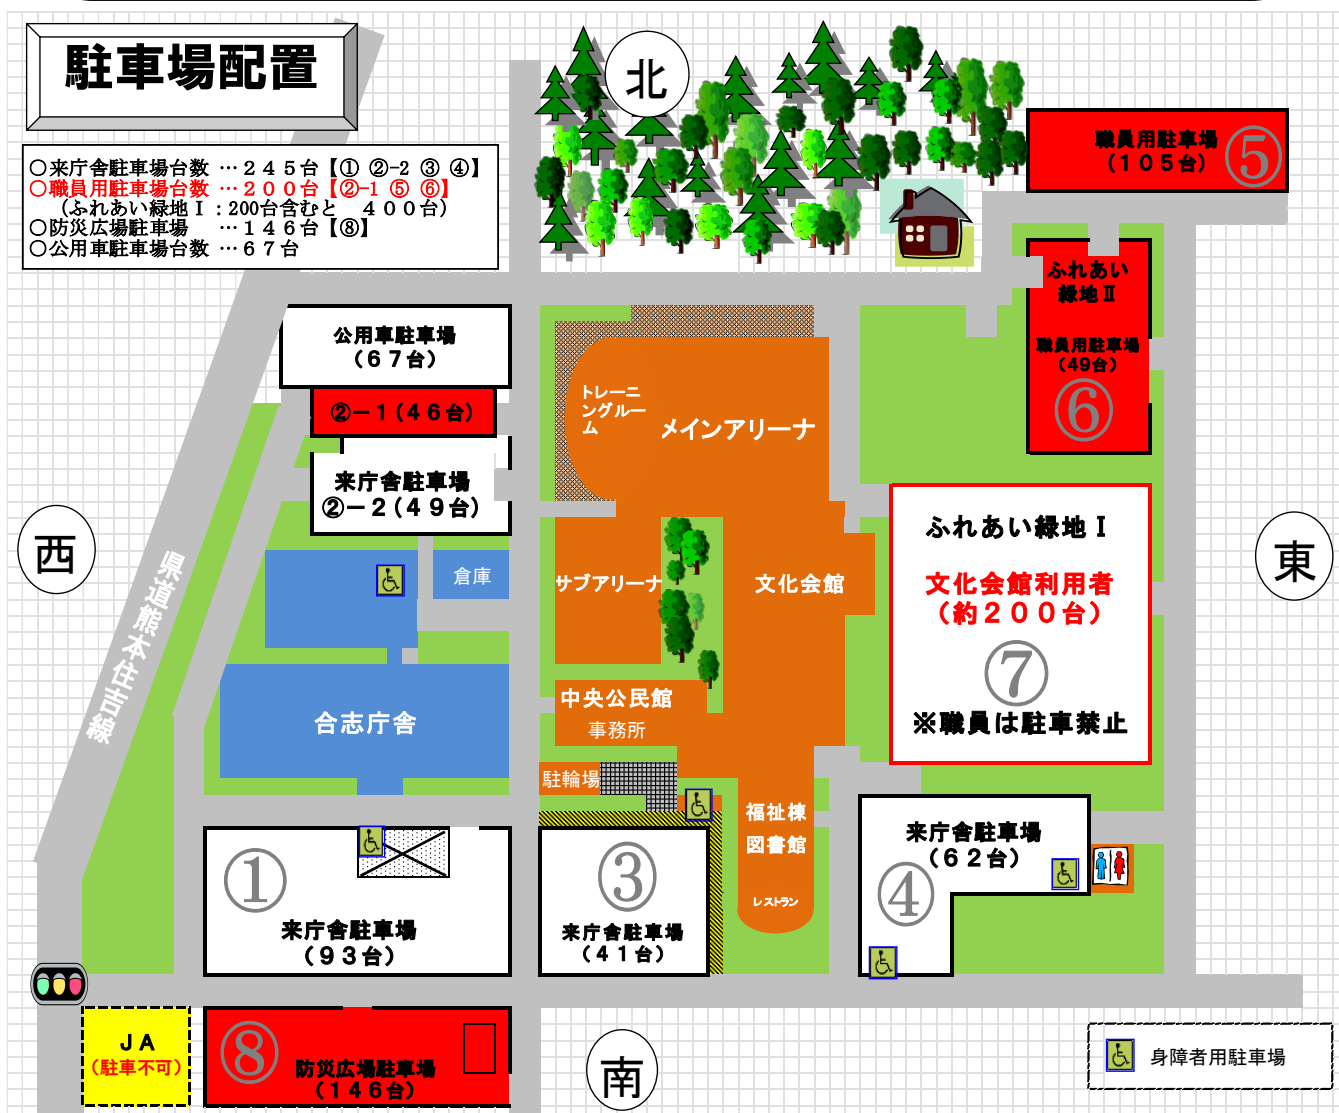 駐車場配置
北
○来庁舎駐車場台数 …２４５台【① ②-2 ③ ④】
○職員用駐車場台数 …２００台【②-1 ⑤ ⑥】
(ふれあい緑地Ⅰ：200台含むと　４００台)
○防災広場駐車場　…１４６台【⑧】
○公用車駐車場台数 …６７台
職員用駐車場
(１０５台)
⑤
ふれあい
緑地Ⅱ
職員用駐車場
(49台)
⑥
公用車駐車場
(６７台)
②－１(４６台)
来庁舎駐車場
②－２(４９台)
トレーニ
ングルー
ム
メインアリーナ
西
県道熊本住吉線
倉庫
サブアリーナ
文化会館
ふれあい緑地Ⅰ
文化会館利用者
(約２００台)
⑦
※職員は駐車禁止
東
合志庁舎
中央公民館
事務所
駐輪場
福祉棟
図書館
レストラン
①
来庁舎駐車場
(９３台)
③
来庁舎駐車場
(４１台)
来庁舎駐車場
(６２台)
④
ＪＡ
(駐車不可)
⑧
防災広場駐車場
(１４６台)
南
身障者用駐車場